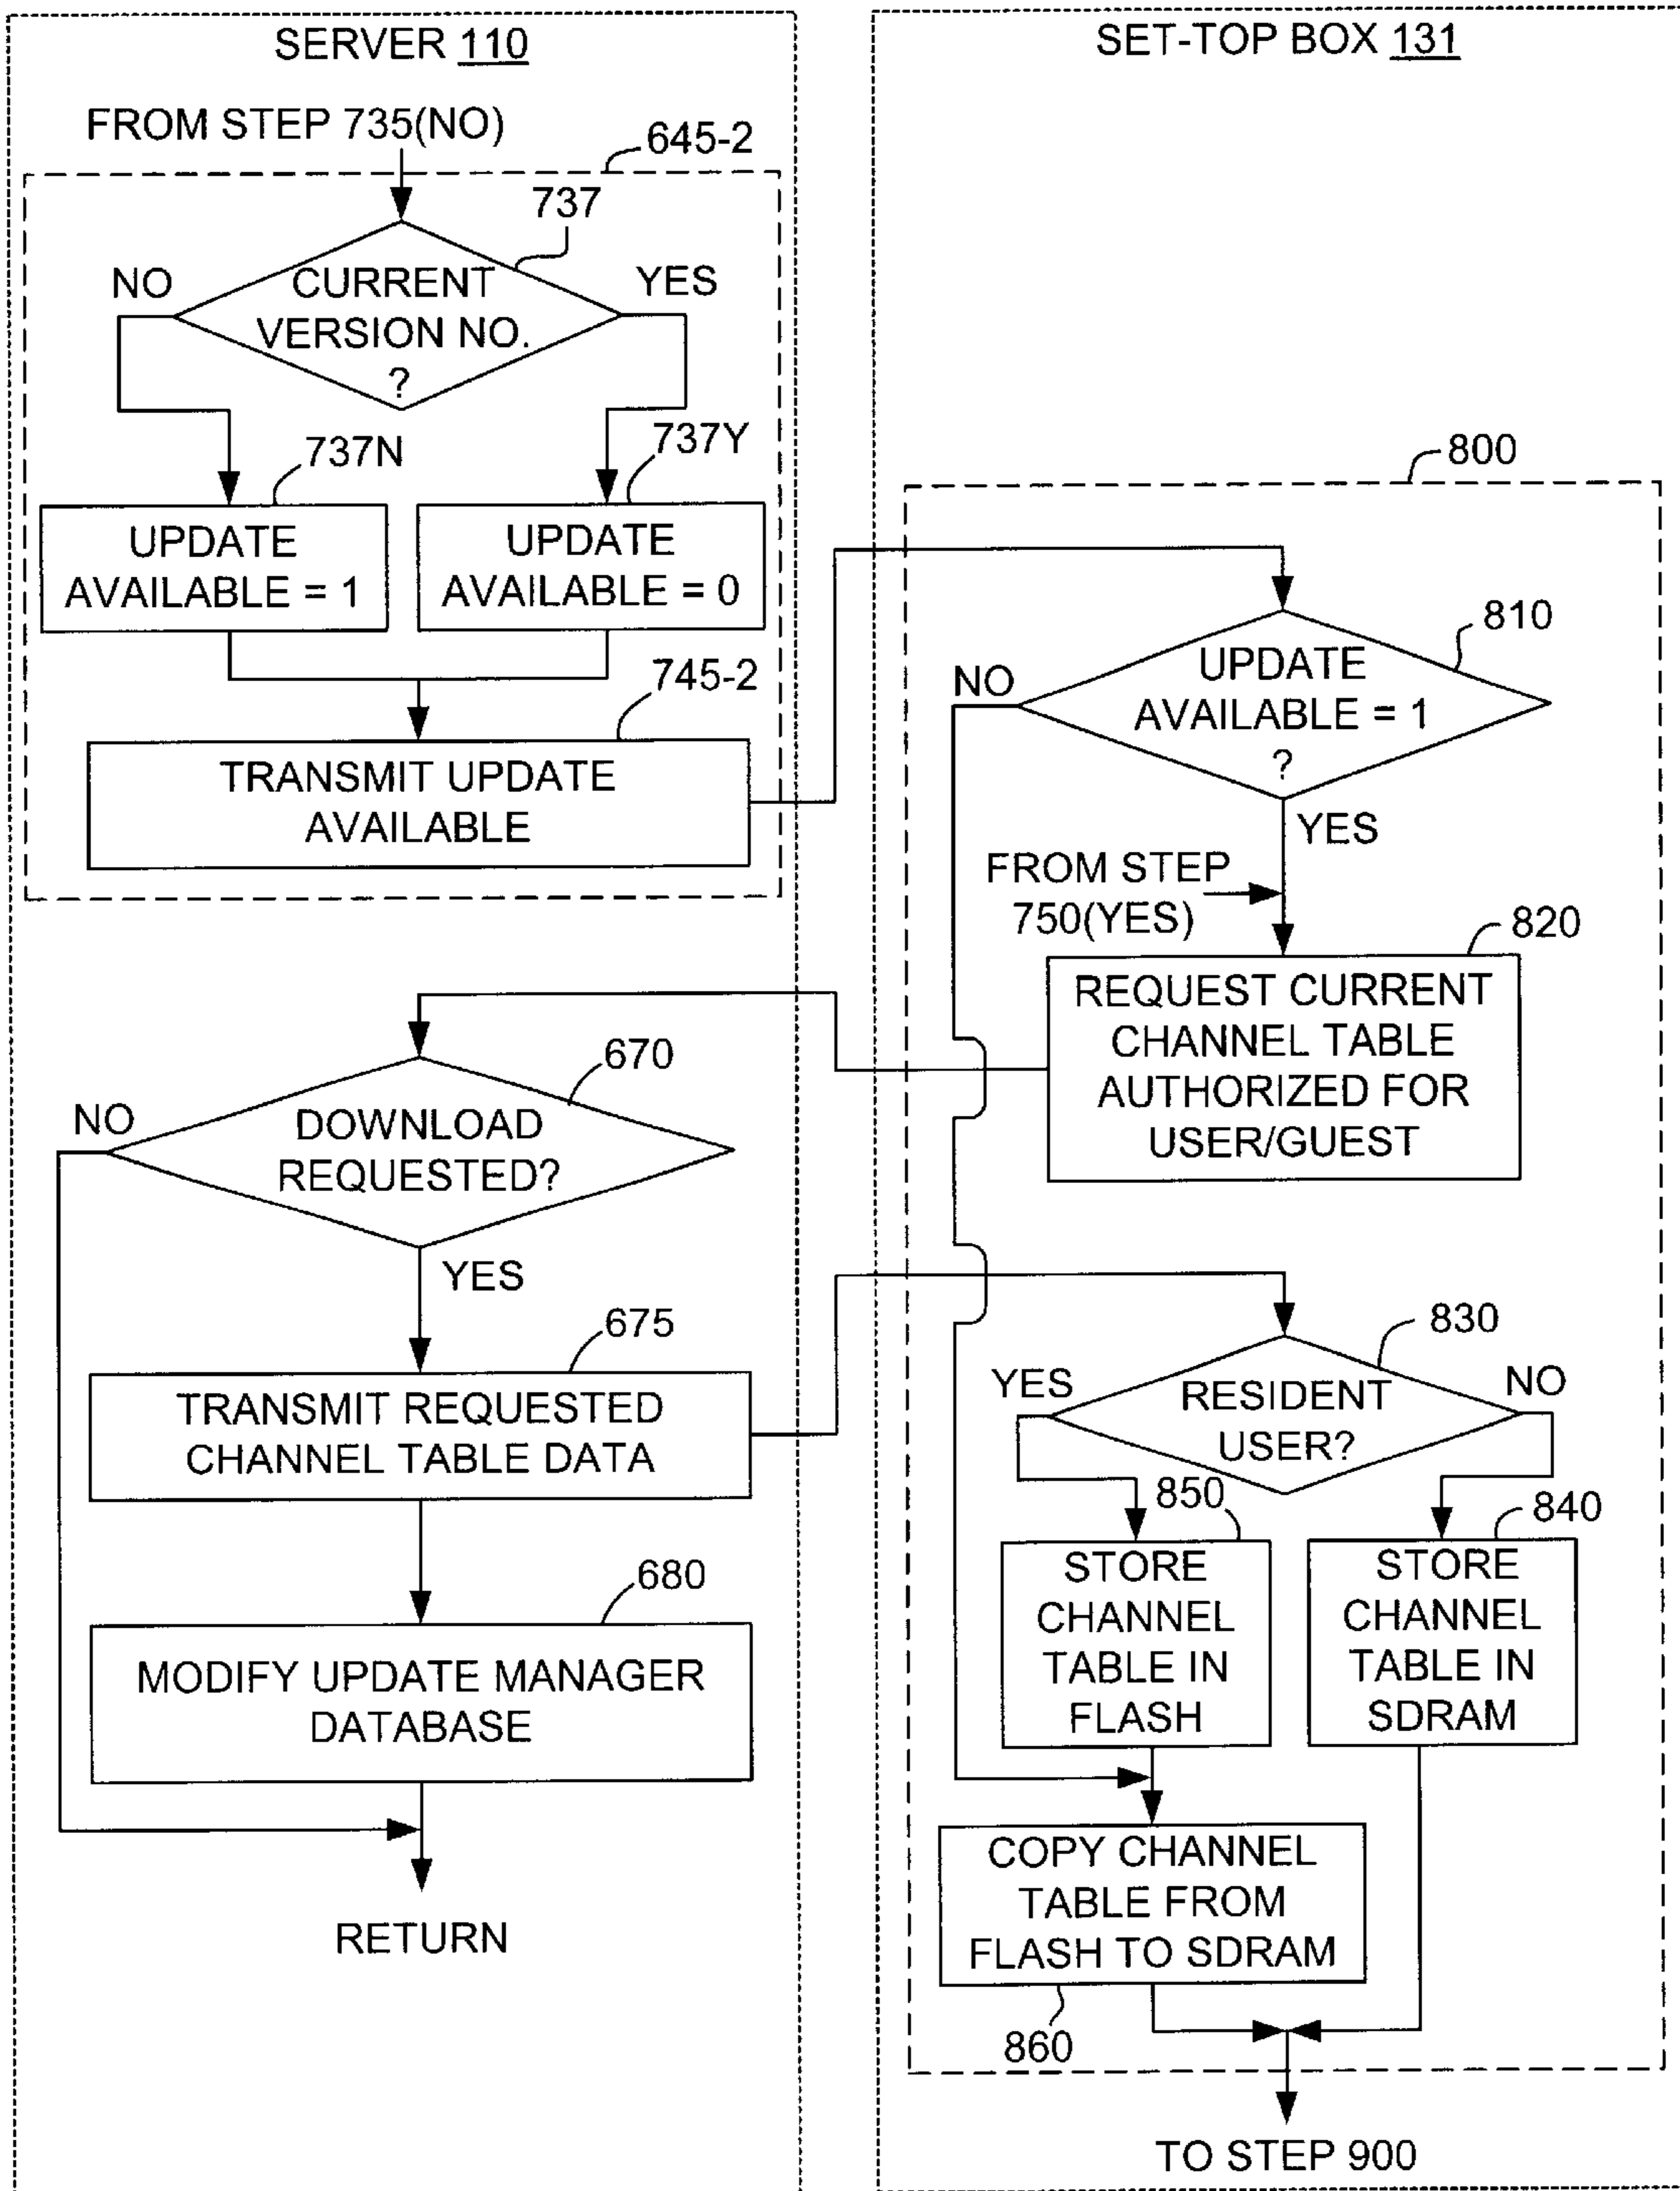 SERVER 110
FROM STEP 735(NO)
645-2
737
NO
YES
CURRENT
VERSION NO.
?
737N
737Y
UPDATE
AVAILABLE = 1
UPDATE
AVAILABLE = 0
745-2
TRANSMIT UPDATE
AVAILABLE
670
NO
DOWNLOAD
REQUESTED?
YES
675
TRANSMIT REQUESTED
CHANNEL TABLE DATA
680
MODIFY UPDATE MANAGER
DATABASE
RETURN
SET-TOP BOX 131
800
810
NO
UPDATE
AVAILABLE = 1
?
YES
FROM STEP
750(YES)
820
REQUEST CURRENT
CHANNEL TABLE
AUTHORIZED FOR
USER/GUEST
830
YES
NO
RESIDENT
USER?
850
840
STORE
CHANNEL
TABLE IN
FLASH
STORE
CHANNEL
TABLE IN
SDRAM
COPY CHANNEL
TABLE FROM
FLASH TO SDRAM
860
TO STEP 900